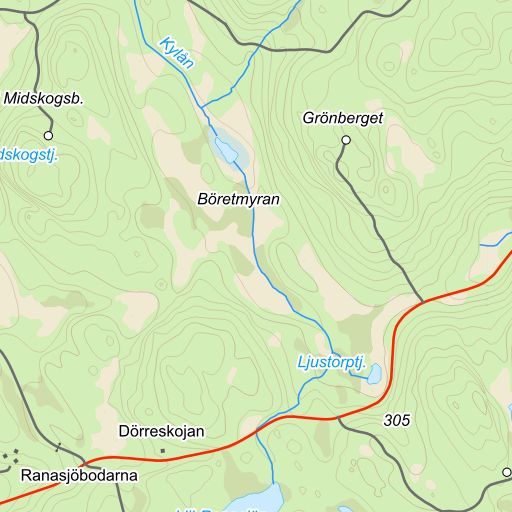 Kylån
Midskogsb.
Grönberget
dskogstj.
Böretmyran
Ljustorptj.
305
Dörreskojan
Ranasjöbodarna